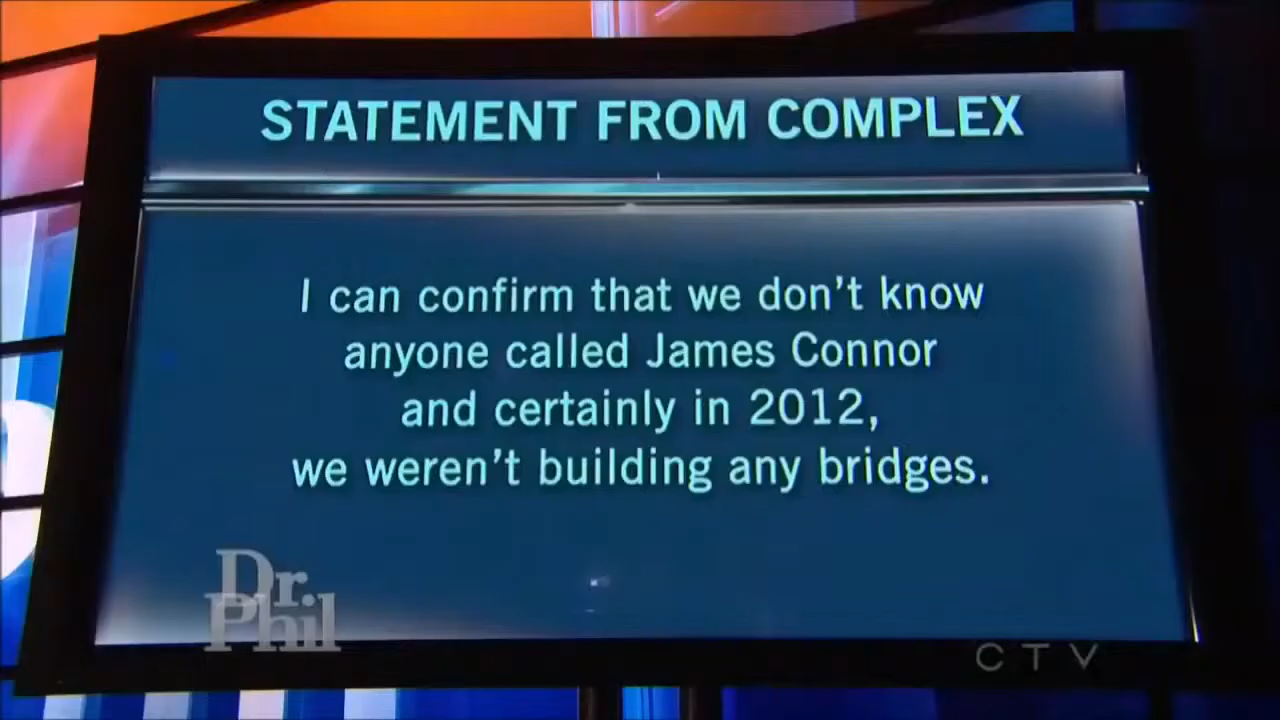 STATEMENT FROM COMPLEX
I can confirm that we don't know
anyone called James Connor
and certainly in 2012,
we weren't building any bridges.
Dr.
Phil
CTV